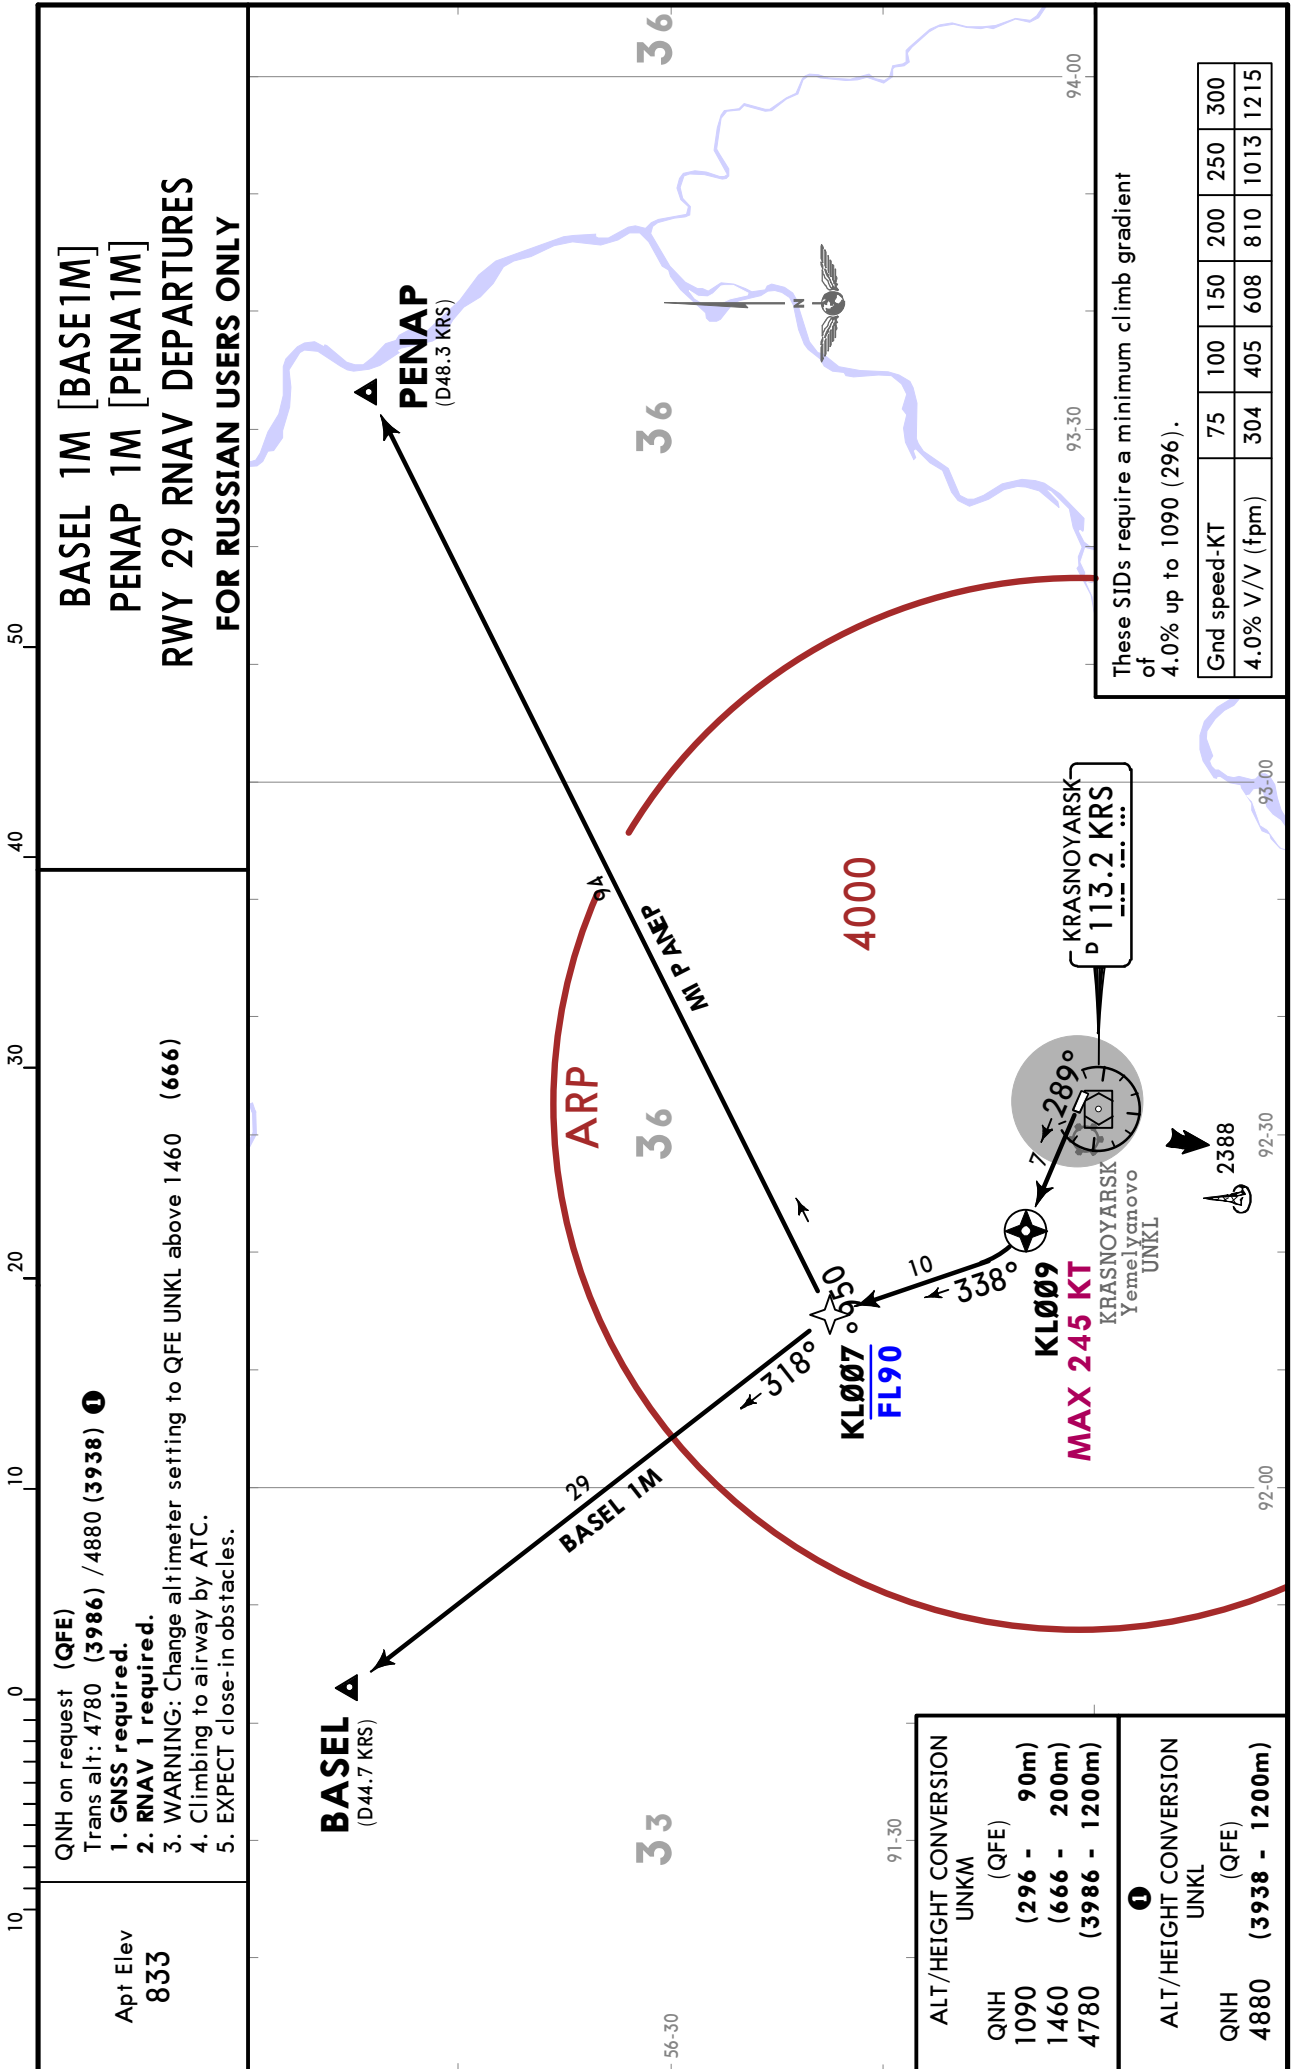 BASEL 1M [BASE1M]
PENAP 1M [PENA1M]
RWY 29 RNAV DEPARTURES
FOR RUSSIAN USERS ONLY
Apt Elev
833
QNH on request (QFE)
Trans alt: 4780 (3986) / 4880 (3938) ❶
1. GNSS required.
2. RNAV 1 required.
3. WARNING: Change altimeter setting to QFE UNKL above 1460 (666)
4. Climbing to airway by ATC.
5. EXPECT close-in obstacles.
10 0 10 20 30 40 50
BASEL
(D44.7 KRS)
PENAP
(D48.3 KRS)
29
BASEL 1M
318°
94
M1 PANEP
ARP
4000
33
36
36
36
N
KLØØ7
FL90
050°
10
338°
KLØØ9
MAX 245 KT
7
289°
KRASNOYARSK
D 113.2 KRS
KRASNOYARSK
Yemelyanovo
UNKL
2388
56-30
91-30
92-00
92-30
93-00
93-30
94-00
ALT/HEIGHT CONVERSION
UNKM
QNH (QFE)
1090 (296 - 90m)
1460 (666 - 200m)
4780 (3986 - 1200m)
❶
ALT/HEIGHT CONVERSION
UNKL
QNH (QFE)
4880 (3938 - 1200m)
These SIDs require a minimum climb gradient
of
4.0% up to 1090 (296).
Gnd speed-KT 75 100 150 200 250 300
4.0% V/V (fpm) 304 405 608 810 1013 1215